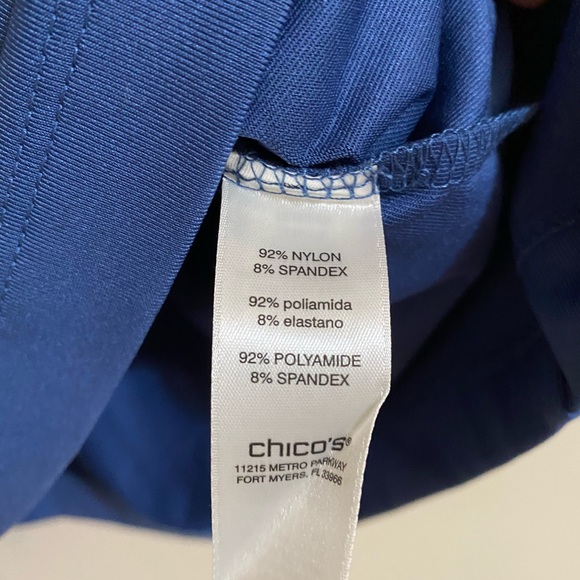 92% NYLON
8% SPANDEX
92% poliamida
8% elastano
92% POLYAMIDE
8% SPANDEX
chico's®
11215 METRO PARKWAY
FORT MYERS, FL 33966